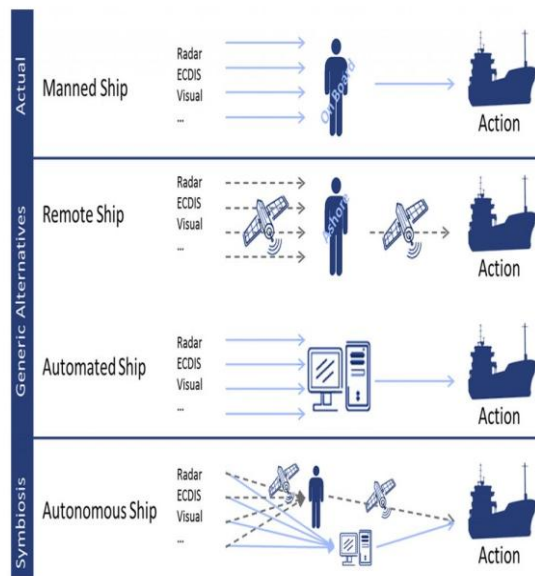 Actual
Manned Ship
Radar
ECDIS
Visual
...
On Board
Action
Generic Alternatives
Remote Ship
Radar
ECDIS
Visual
...
Ashore
Action
Automated Ship
Radar
ECDIS
Visual
...
Action
Symbiosis
Autonomous Ship
Radar
ECDIS
Visual
...
Action